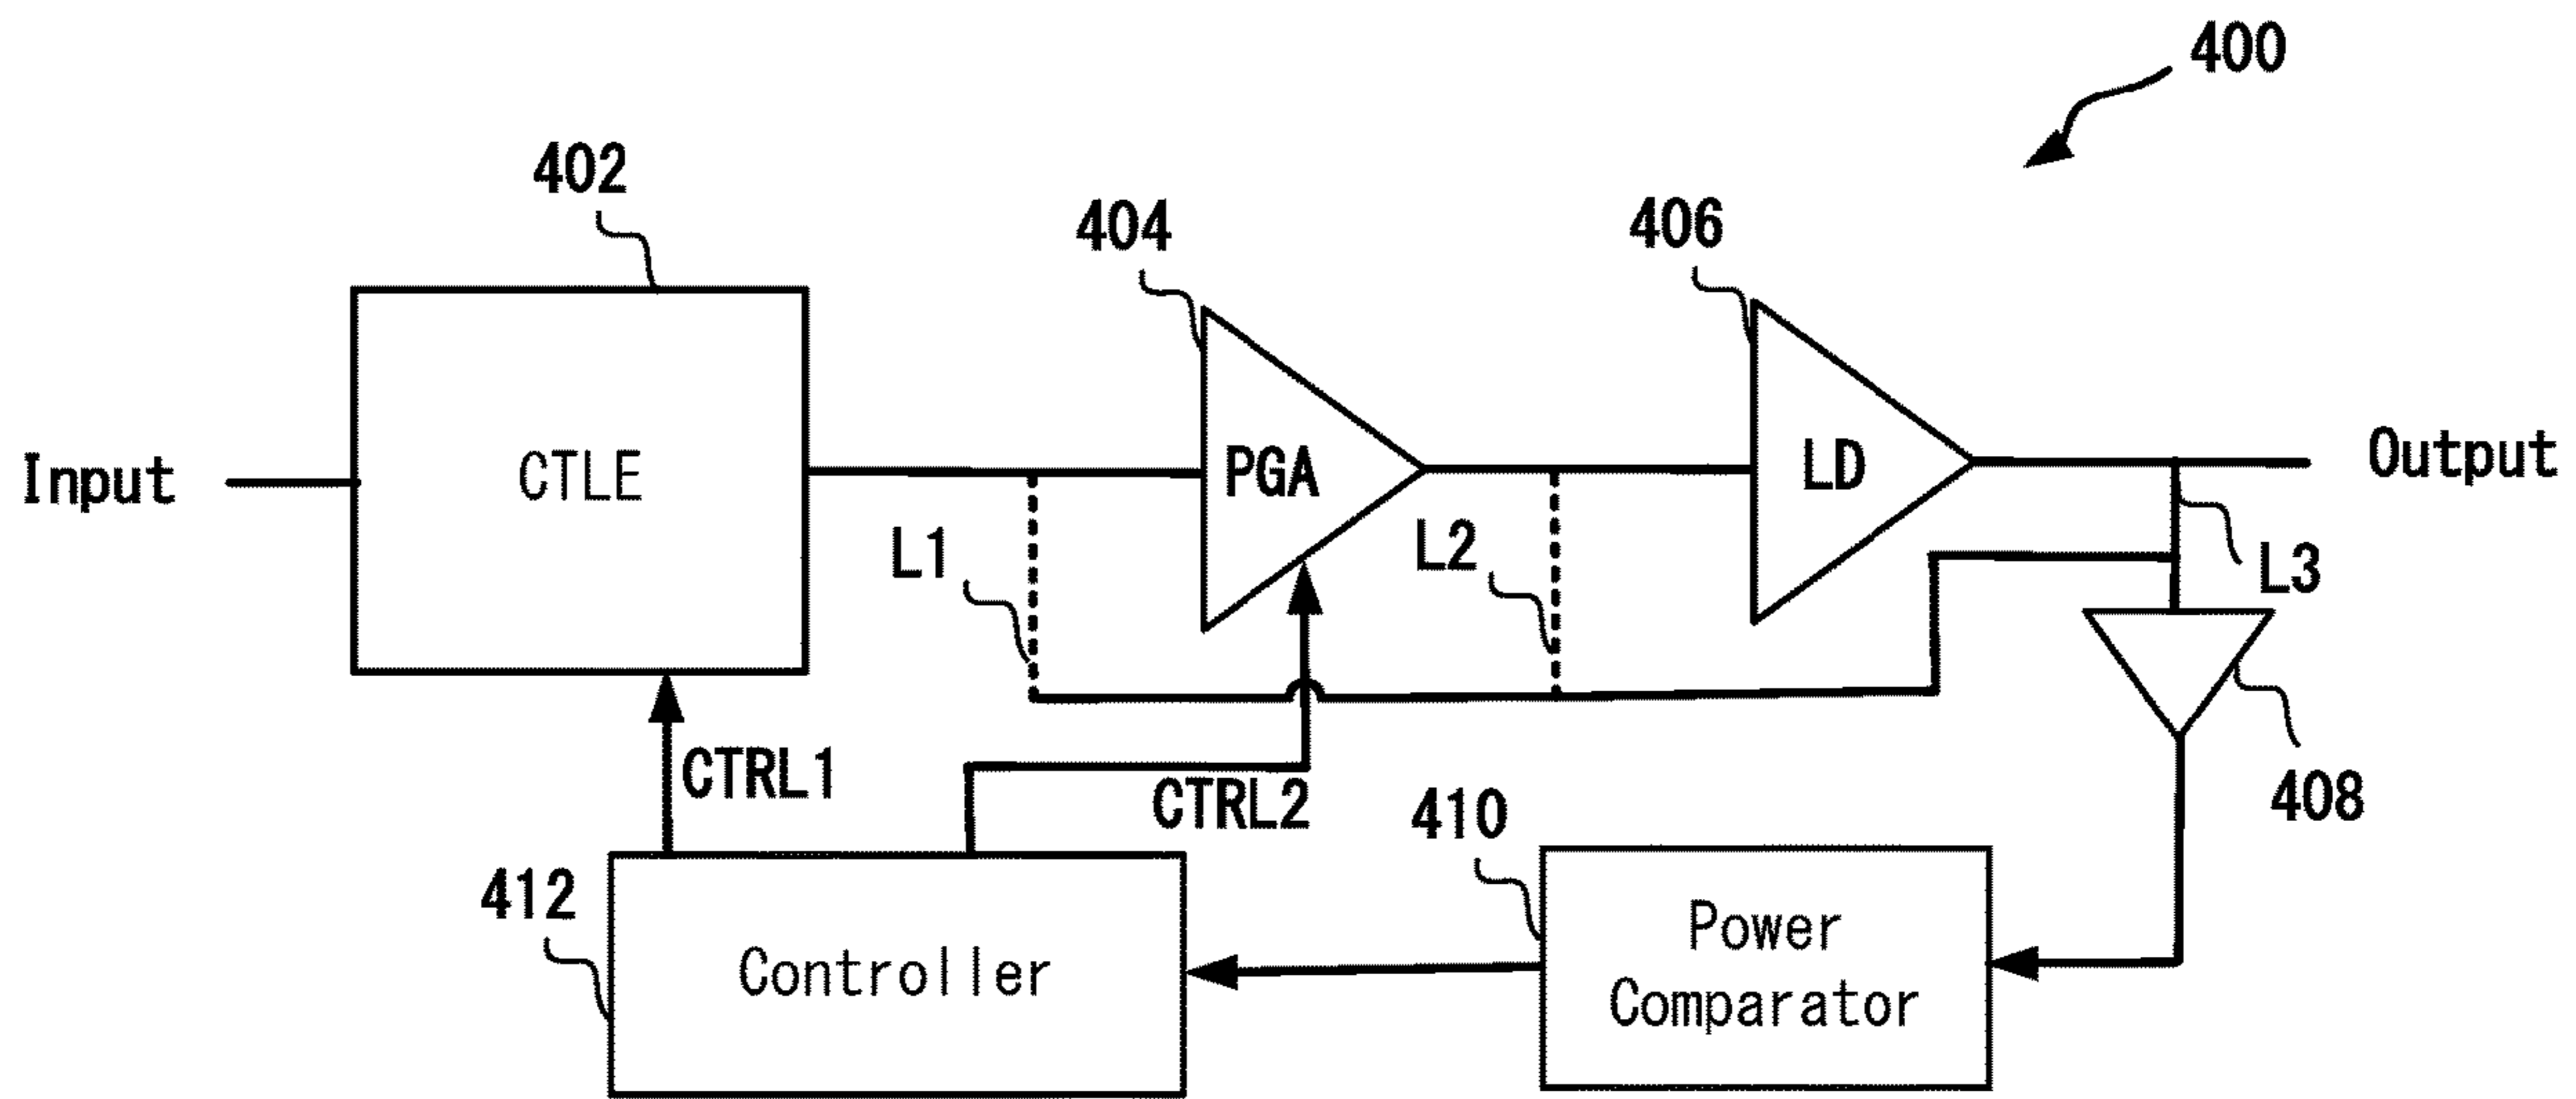 400
402
404
406
Input
CTLE
PGA
LD
Output
L1
L2
L3
CTRL1
CTRL2
408
410
412
Controller
Power
Comparator